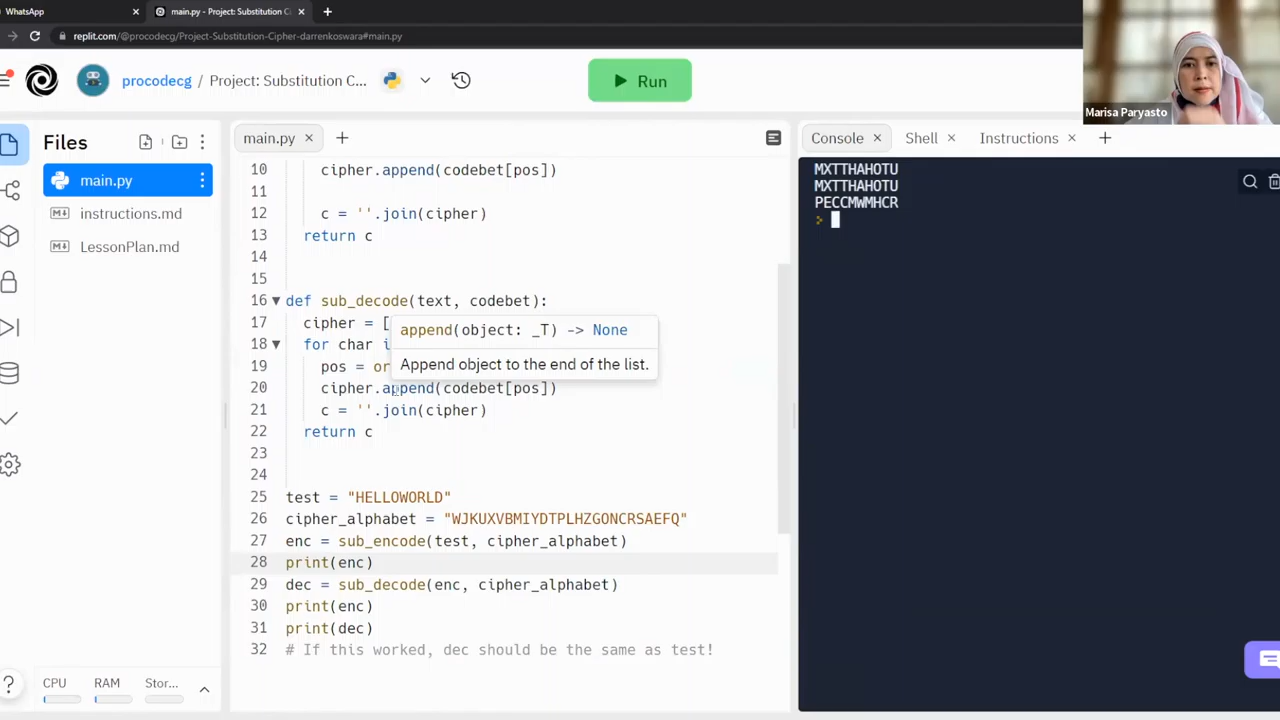 WhatsApp
main.py - Project: Substitution Ci
replit.com/@procodecg/Project-Substitution-Cipher-darrenkoswara#main.py
procodecg / Project: Substitution C...
Run
Marisa Paryasto
Files
main.py
instructions.md
LessonPlan.md
CPU
RAM
Stor...
main.py
10 cipher.append(codebet[pos])
11
12 c = ''.join(cipher)
13 return c
14
15
16 def sub_decode(text, codebet):
17 cipher = [
18 for char i
19 pos = or
20 cipher.append(codebet[pos])
21 c = ''.join(cipher)
22 return c
23
24
25 test = "HELLOWORLD"
26 cipher_alphabet = "WJKUXVBMIYDTPLHZGONCRSAEFQ"
27 enc = sub_encode(test, cipher_alphabet)
28 print(enc)
29 dec = sub_decode(enc, cipher_alphabet)
30 print(enc)
31 print(dec)
32 # If this worked, dec should be the same as test!
append(object: _T) -> None
Append object to the end of the list.
Console
Shell
Instructions
MXTTHAHOTU
MXTTHAHOTU
PECCMWMHCR
>